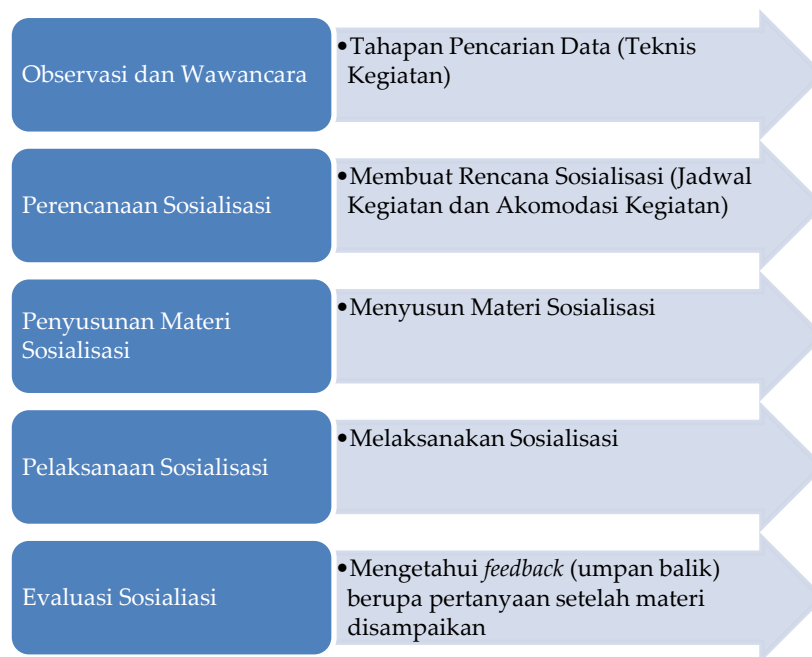 Observasi dan Wawancara
•Tahapan Pencarian Data (Teknis
Kegiatan)
Perencanaan Sosialisasi
•Membuat Rencana Sosialisasi (Jadwal
Kegiatan dan Akomodasi Kegiatan)
Penyusunan Materi
Sosialisasi
•Menyusun Materi Sosialisasi
Pelaksanaan Sosialisasi
•Melaksanakan Sosialisasi
Evaluasi Sosialiasi
•Mengetahui feedback (umpan balik)
berupa pertanyaan setelah materi
disampaikan